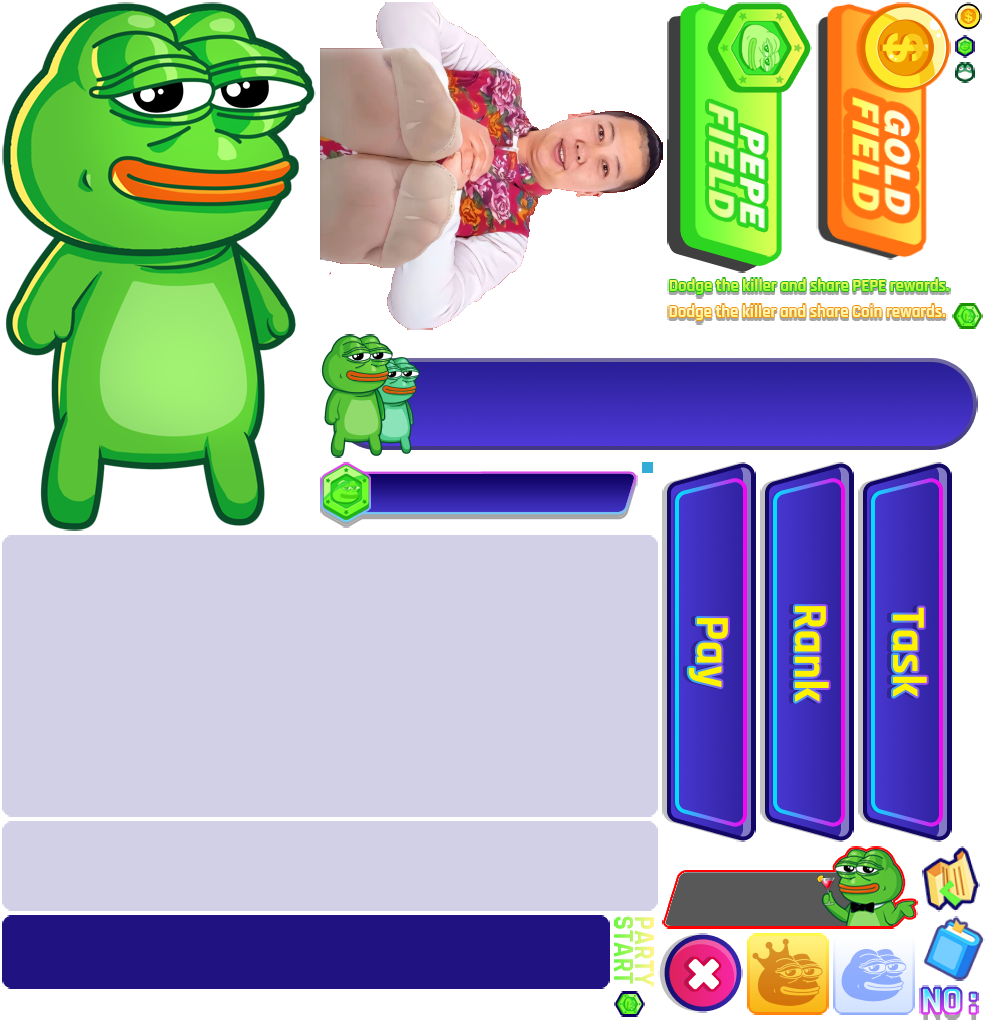 PEPE
FIELD
GOLD
FIELD
Dodge the killer and share PEPE rewards.
Dodge the killer and share Coin rewards.
Pay
Rank
Task
PARTY
START
NO: